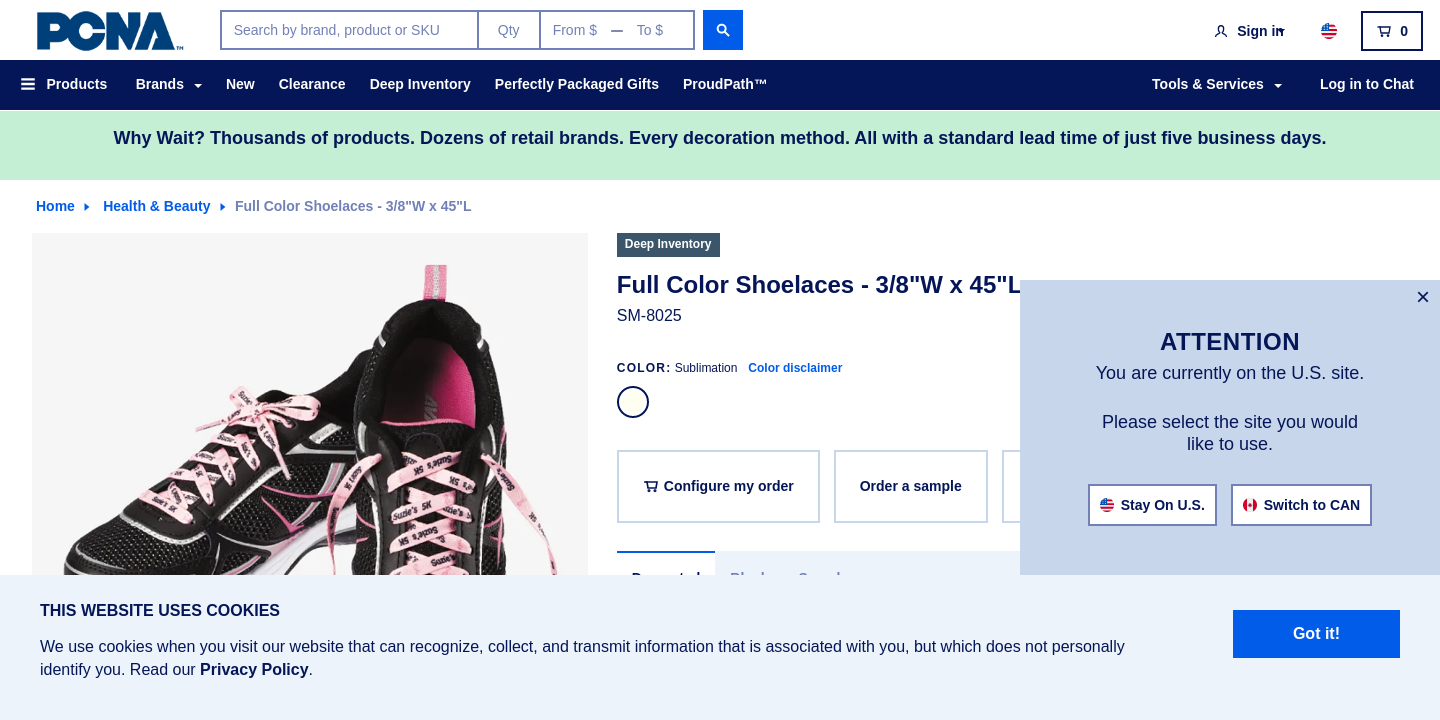 PCNA™
Search by brand, product or SKU
Qty
From $
To $
Sign in
0
Products
Brands
New
Clearance
Deep Inventory
Perfectly Packaged Gifts
ProudPath™
Tools & Services
Log in to Chat
Why Wait? Thousands of products. Dozens of retail brands. Every decoration method. All with a standard lead time of just five business days.
Home
Health & Beauty
Full Color Shoelaces - 3/8"W x 45"L
Deep Inventory
Full Color Shoelaces - 3/8"W x 45"L
SM-8025
COLOR: Sublimation
Color disclaimer
Configure my order
Order a sample
ATTENTION
You are currently on the U.S. site.
Please select the site you would
like to use.
Stay On U.S.
Switch to CAN
THIS WEBSITE USES COOKIES
We use cookies when you visit our website that can recognize, collect, and transmit information that is associated with you, but which does not personally
identify you. Read our Privacy Policy.
Got it!